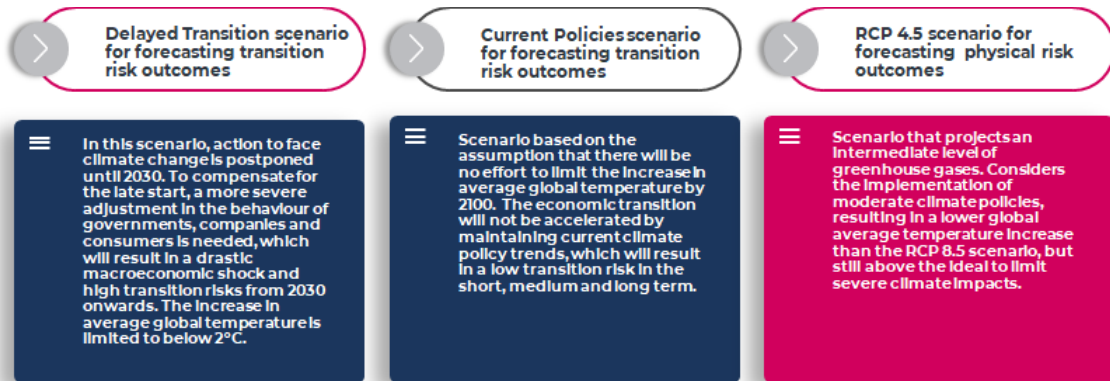 Delayed Transition scenario
for forecasting transition
risk outcomes
Current Policies scenario
for forecasting transition
risk outcomes
RCP 4.5 scenario for
forecasting physical risk
outcomes
In this scenario, action to face
climate change is postponed
until 2030. To compensate for
the late start, a more severe
adjustment in the behaviour of
governments, companies and
consumers is needed, which
will result in a drastic
macroeconomic shock and
high transition risks from 2030
onwards. The increase in
average global temperature is
limited to below 2°C.
Scenario based on the
assumption that there will be
no effort to limit the increase in
average global temperature by
2100. The economic transition
will not be accelerated by
maintaining current climate
policy trends, which will result
in a low transition risk in the
short, medium and long term.
Scenario that projects an
intermediate level of
greenhouse gases. Considers
the implementation of
moderate climate policies,
resulting in a lower global
average temperature increase
than the RCP 8.5 scenario, but
still above the ideal to limit
severe climate impacts.